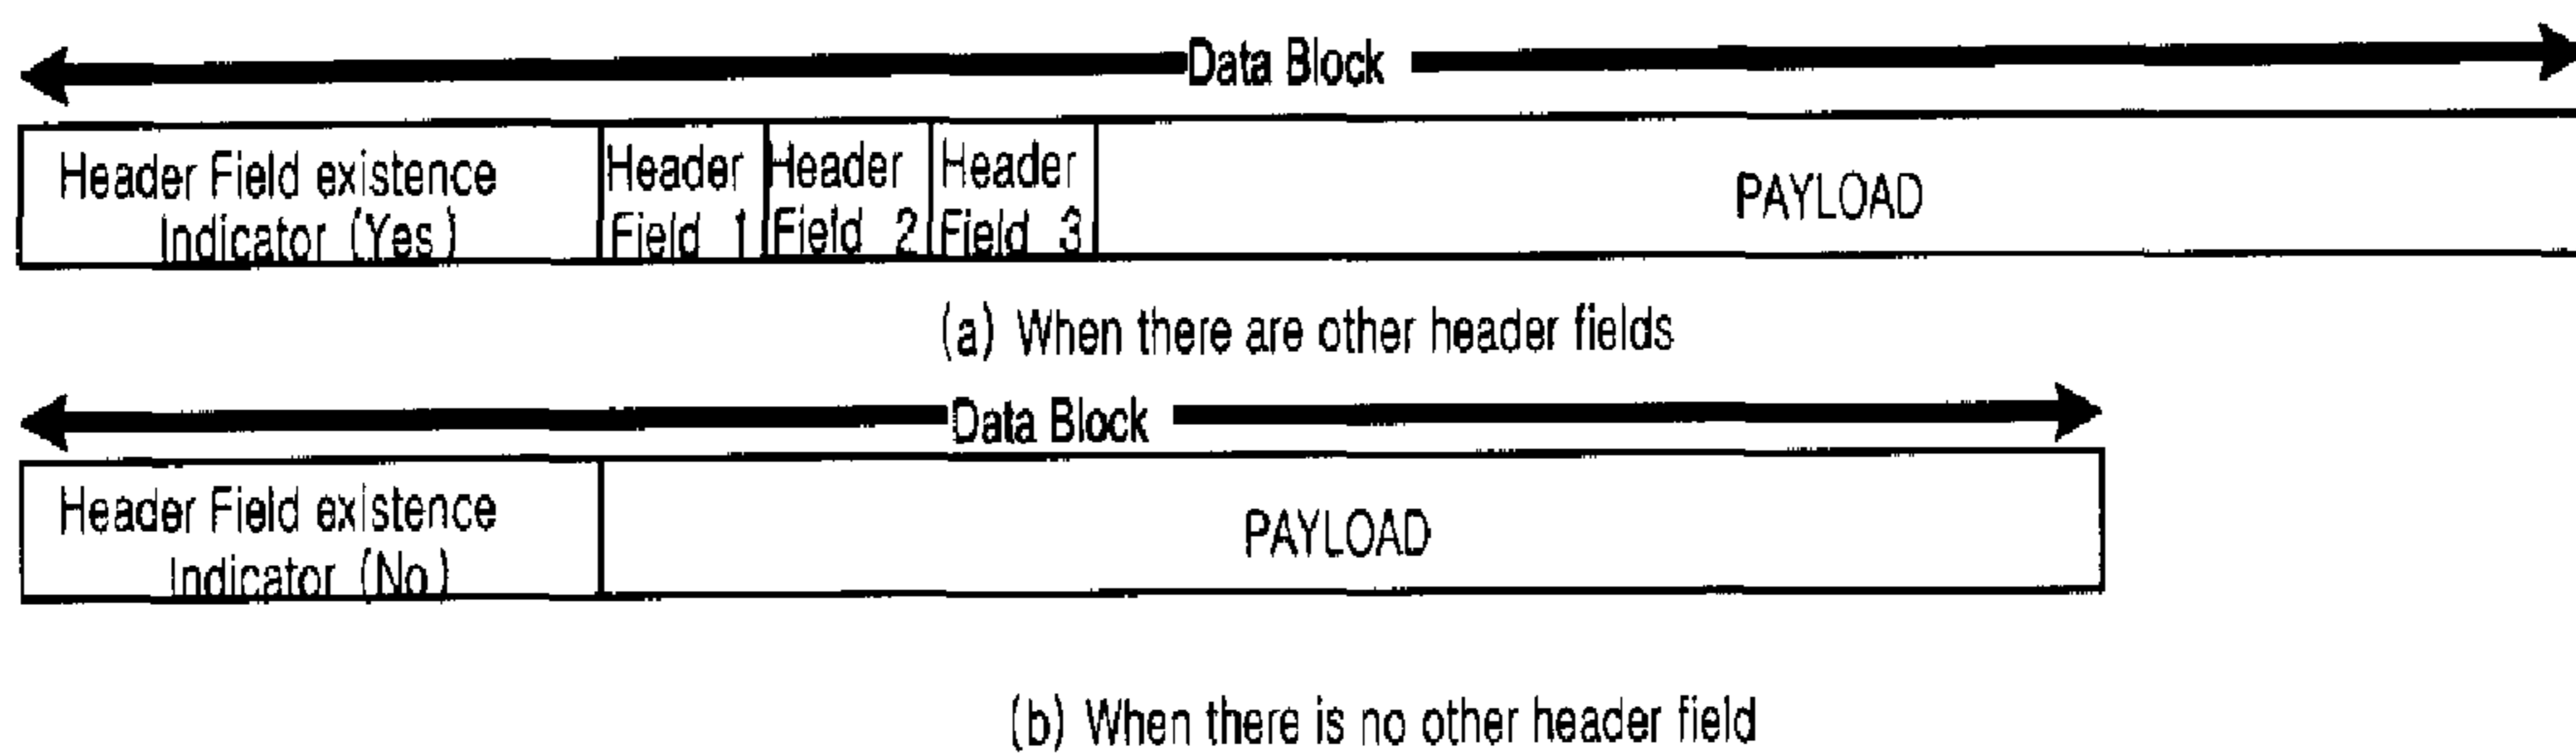 Data Block
Header Field existence
Indicator (Yes)
Header
Field 1
Header
Field 2
Header
Field 3
PAYLOAD
(a) When there are other header fields
Data Block
Header Field existence
Indicator (No)
PAYLOAD
(b) When there is no other header field